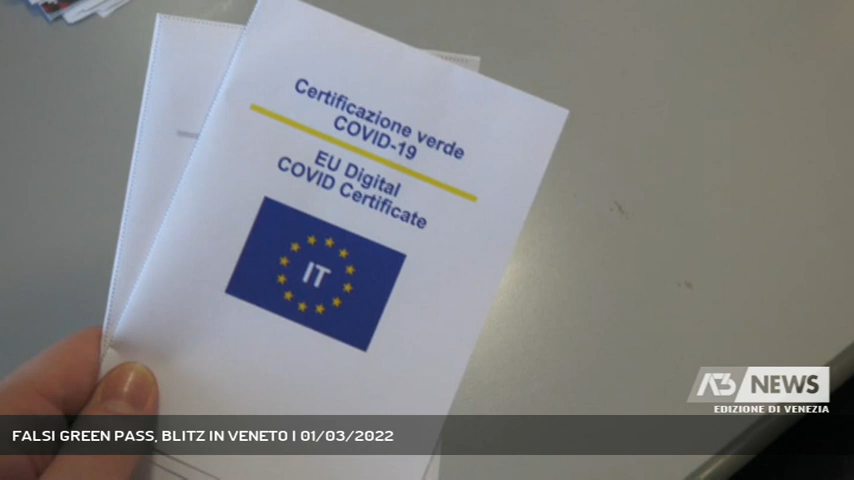 Certificazione verde
COVID-19
EU Digital
COVID Certificate
IT
A3 NEWS
EDIZIONE DI VENEZIA
FALSI GREEN PASS, BLITZ IN VENETO | 01/03/2022